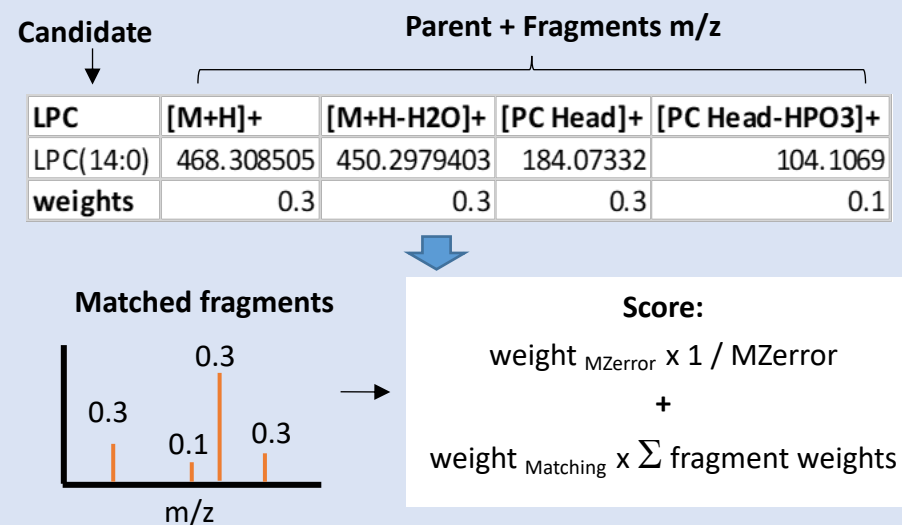 Candidate
Parent + Fragments m/z
LPC [M+H]+ [M+H-H2O]+ [PC Head]+ [PC Head-HPO3]+
LPC(14:0) 468.308505 450.2979403 184.07332 104.1069
weights 0.3 0.3 0.3 0.1
Matched fragments
0.3
0.3
0.1
0.3
m/z
Score:
weight MZerror x 1 / MZerror
+
weight Matching x Σ fragment weights